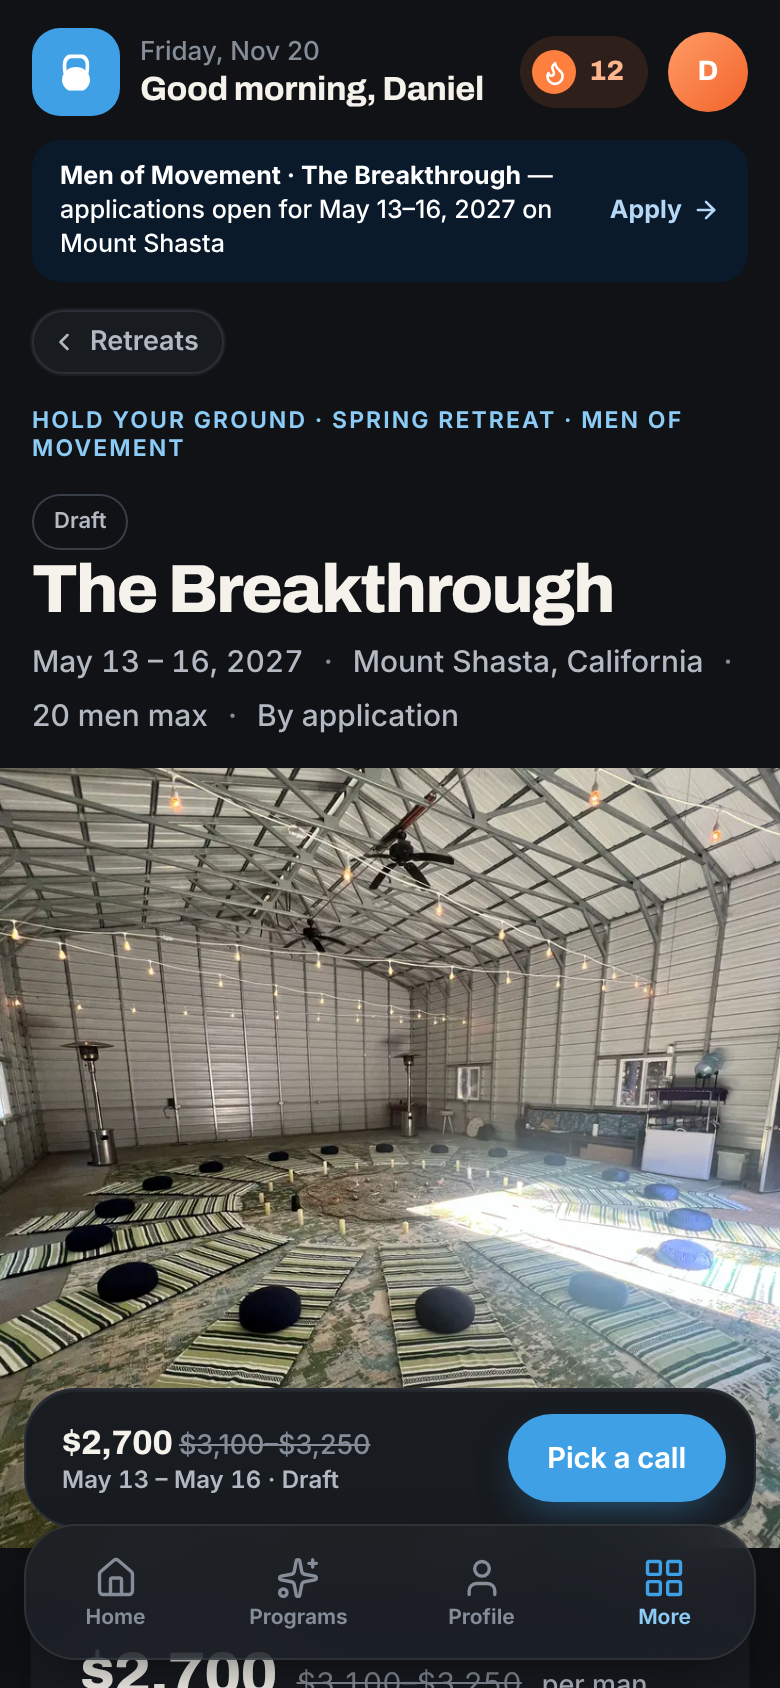 Friday, Nov 20
Good morning, Daniel
12
D
Men of Movement · The Breakthrough —
applications open for May 13–16, 2027 on
Mount Shasta
Apply →
Retreats
HOLD YOUR GROUND · SPRING RETREAT · MEN OF
MOVEMENT
Draft
The Breakthrough
May 13 – 16, 2027 · Mount Shasta, California ·
20 men max · By application
$2,700 $3,100–$3,250
May 13 – May 16 · Draft
Pick a call
Home
Programs
Profile
More
$2,700 $3,100–$3,250 per man